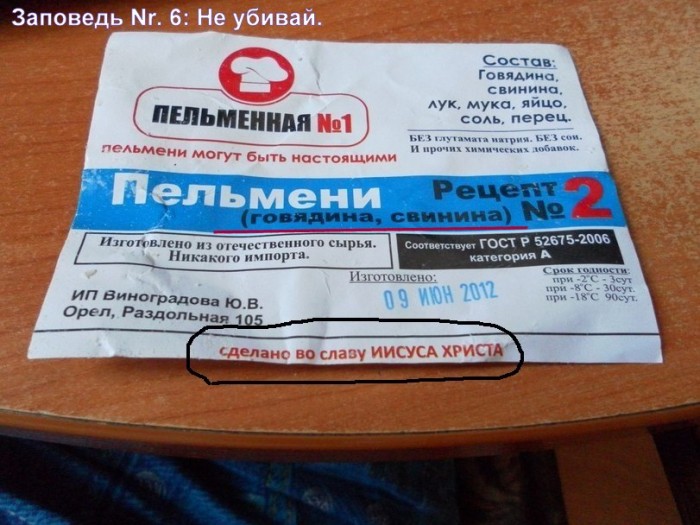 Заповедь Nr. 6: Не убивай.
ПЕЛЬМЕННАЯ №1
пельмени могут быть настоящими
Состав:
Говядина,
свинина,
лук, мука, яйцо,
соль, перец.
БЕЗ глутамата натрия. БЕЗ сои.
И прочих химических добавок.
Пельмени
(говядина, свинина)
Рецепт
№2
Изготовлено из отечественного сырья.
Никакого импорта.
Соответствует ГОСТ Р 52675-2006
категория А
Изготовлено:
09 ИЮН 2012
Срок годности:
при -2°С - 3сут
при -8°С - 30сут.
при -18°С 90сут.
ИП Виноградова Ю.В.
Орел, Раздольная 105
сделано во славу ИИСУСА ХРИСТА